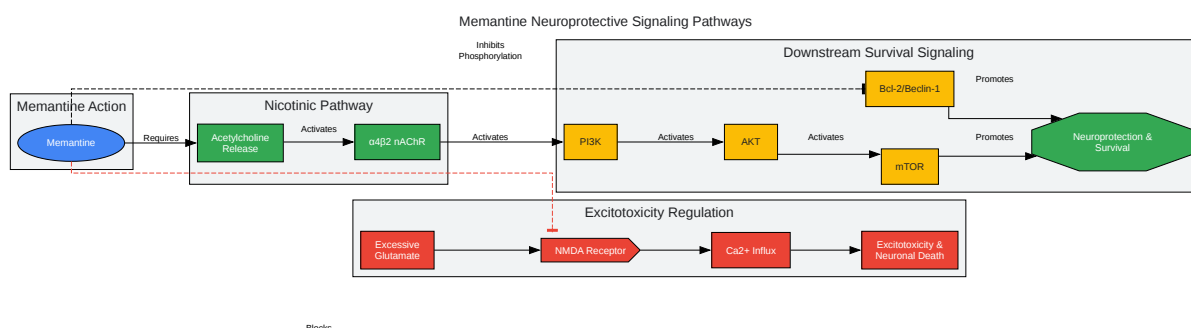 Memantine Neuroprotective Signaling Pathways
Inhibits
Phosphorylation
Downstream Survival Signaling
Memantine Action
Nicotinic Pathway
Bcl-2/Beclin-1
Promotes
Memantine
Requires
Acetylcholine
Release
Activates
α4β2 nAChR
Activates
PI3K
Activates
AKT
Activates
mTOR
Promotes
Neuroprotection &
Survival
Excitotoxicity Regulation
Excessive
Glutamate
NMDA Receptor
Ca2+ Influx
Excitotoxicity &
Neuronal Death
Blocks